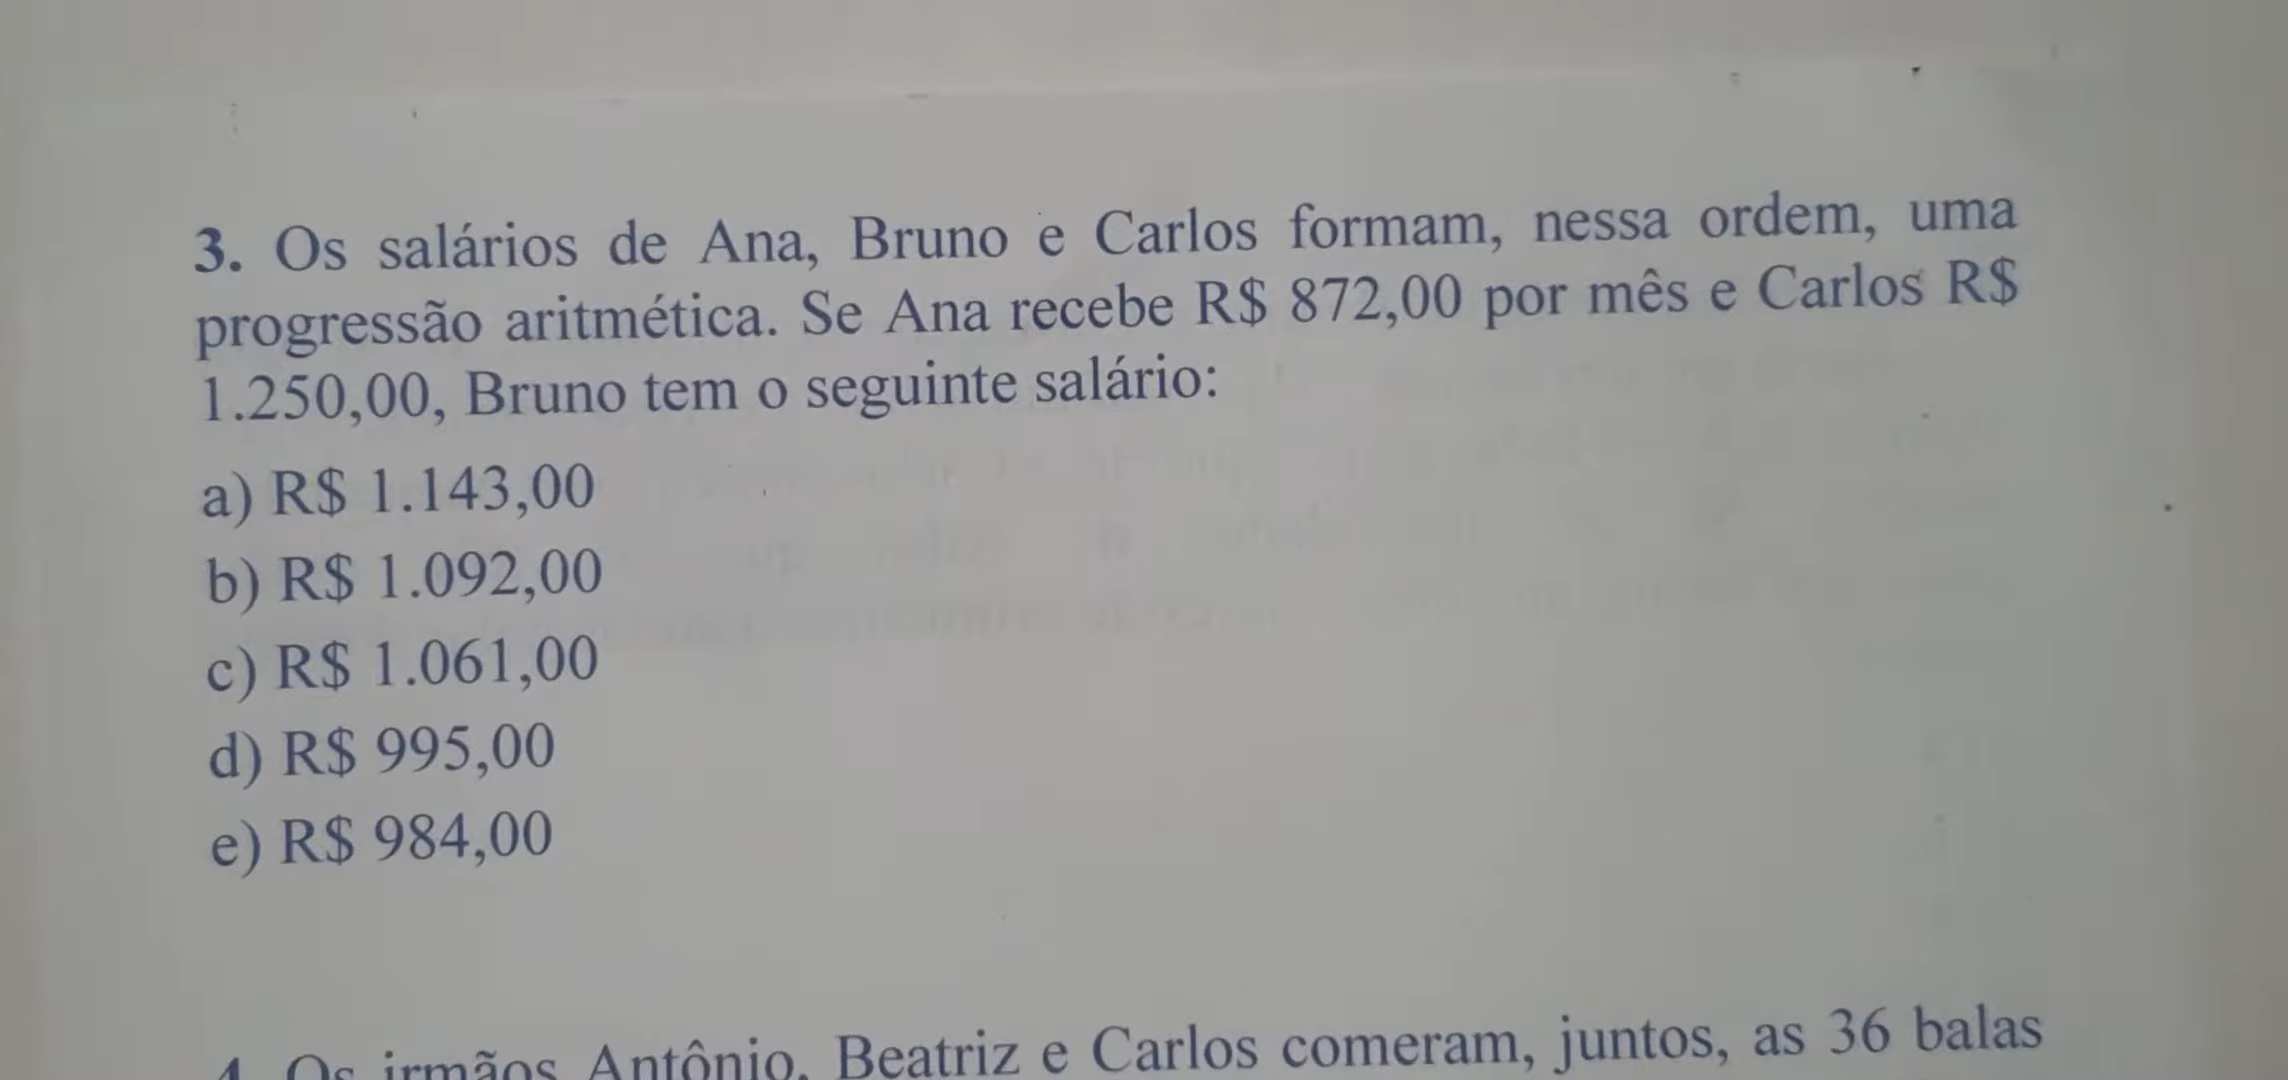 3. Os salários de Ana, Bruno e Carlos formam, nessa ordem, uma
progressão aritmética. Se Ana recebe R$ 872,00 por mês e Carlos R$
1.250,00, Bruno tem o seguinte salário:
a) R$ 1.143,00
b) R$ 1.092,00
c) R$ 1.061,00
d) R$ 995,00
e) R$ 984,00
4. Os irmãos Antônio, Beatriz e Carlos comeram, juntos, as 36 balas